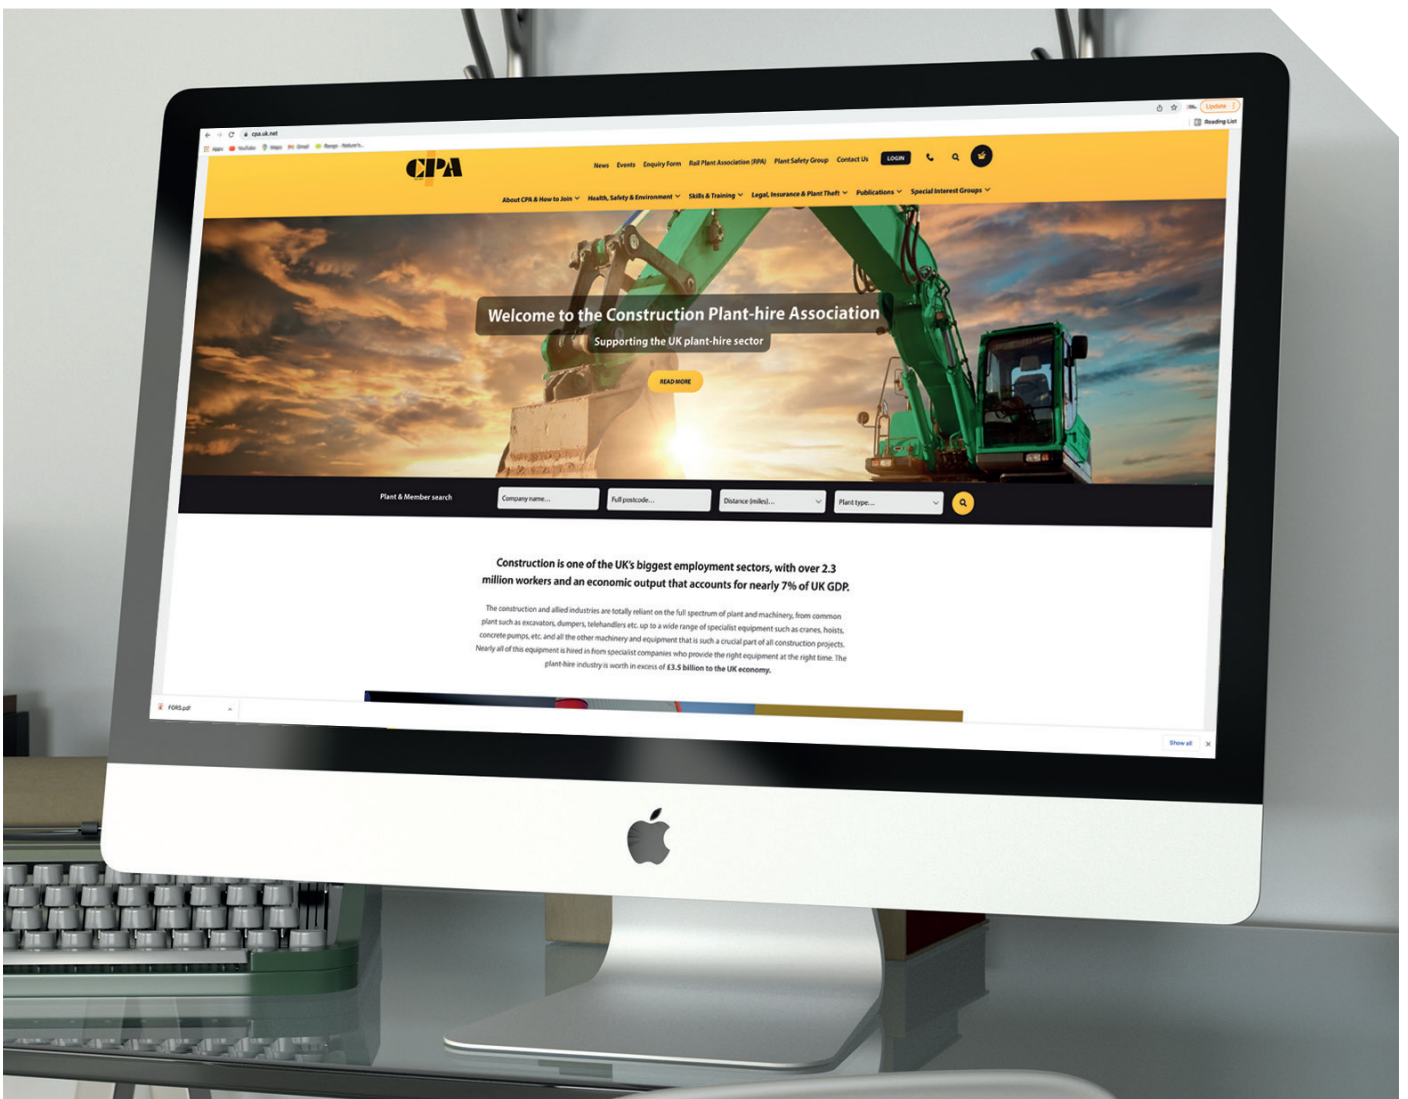 cpa.uk.net
Update
Apps YouTube Maps Gmail Range - Nature's...
Reading List
CPA
News Events Enquiry Form Rail Plant Association (RPA) Plant Safety Group Contact Us LOGIN
About CPA & How to Join Health, Safety & Environment Skills & Training Legal, Insurance & Plant Theft Publications Special Interest Groups
Welcome to the Construction Plant-hire Association
Supporting the UK plant-hire sector
READ MORE
Plant & Member search Company name... Full postcode... Distance (miles)... Plant type...
Construction is one of the UK's biggest employment sectors, with over 2.3
million workers and an economic output that accounts for nearly 7% of UK GDP.
The construction and allied industries are totally reliant on the full spectrum of plant and machinery, from common
plant such as excavators, dumpers, telehandlers etc. up to a wide range of specialist equipment such as cranes, hoists,
concrete pumps, etc. and all the other machinery and equipment that is such a crucial part of all construction projects.
Nearly all of this equipment is hired in from specialist companies who provide the right equipment at the right time. The
plant-hire industry is worth in excess of £3.5 billion to the UK economy.
FORS.pdf
Show all